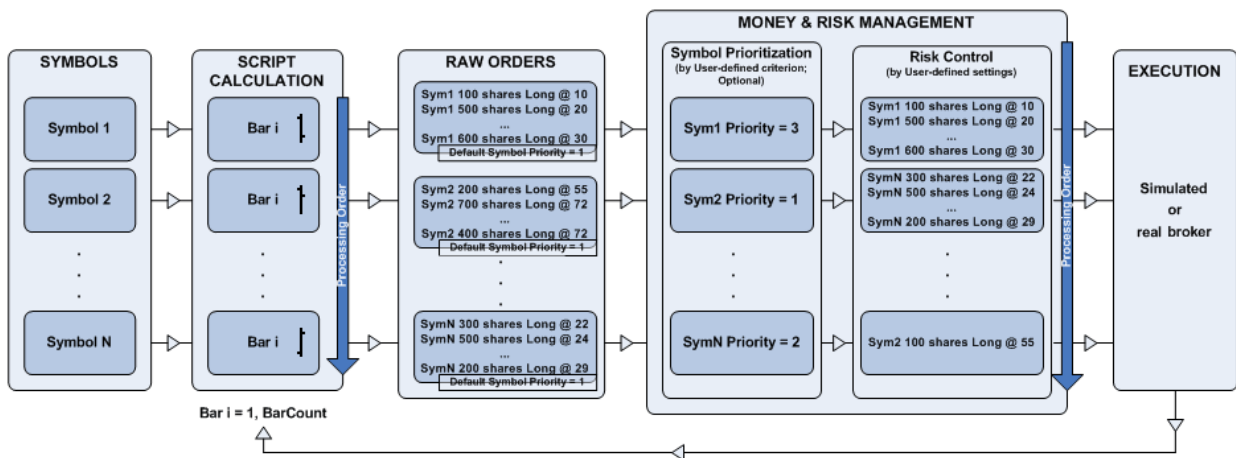 SYMBOLS
Symbol 1
Symbol 2
.
.
.
Symbol N
SCRIPT
CALCULATION
Bar i
Bar i
.
.
.
Bar i
Processing Order
Bar i = 1, BarCount
RAW ORDERS
Sym1 100 shares Long @ 10
Sym1 500 shares Long @ 20
...
Sym1 600 shares Long @ 30
Default Symbol Priority = 1
Sym2 200 shares Long @ 55
Sym2 700 shares Long @ 72
...
Sym2 400 shares Long @ 72
Default Symbol Priority = 1
.
.
.
SymN 300 shares Long @ 22
SymN 500 shares Long @ 24
...
SymN 200 shares Long @ 29
Default Symbol Priority = 1
MONEY & RISK MANAGEMENT
Symbol Prioritization
(by User-defined criterion;
Optional)
Sym1 Priority = 3
Sym2 Priority = 1
.
.
.
SymN Priority = 2
Risk Control
(by User-defined settings)
Sym1 100 shares Long @ 10
Sym1 500 shares Long @ 20
...
Sym1 600 shares Long @ 30
SymN 300 shares Long @ 22
SymN 500 shares Long @ 24
...
SymN 200 shares Long @ 29
.
.
.
Sym2 100 shares Long @ 55
Processing Order
EXECUTION
Simulated
or
real broker